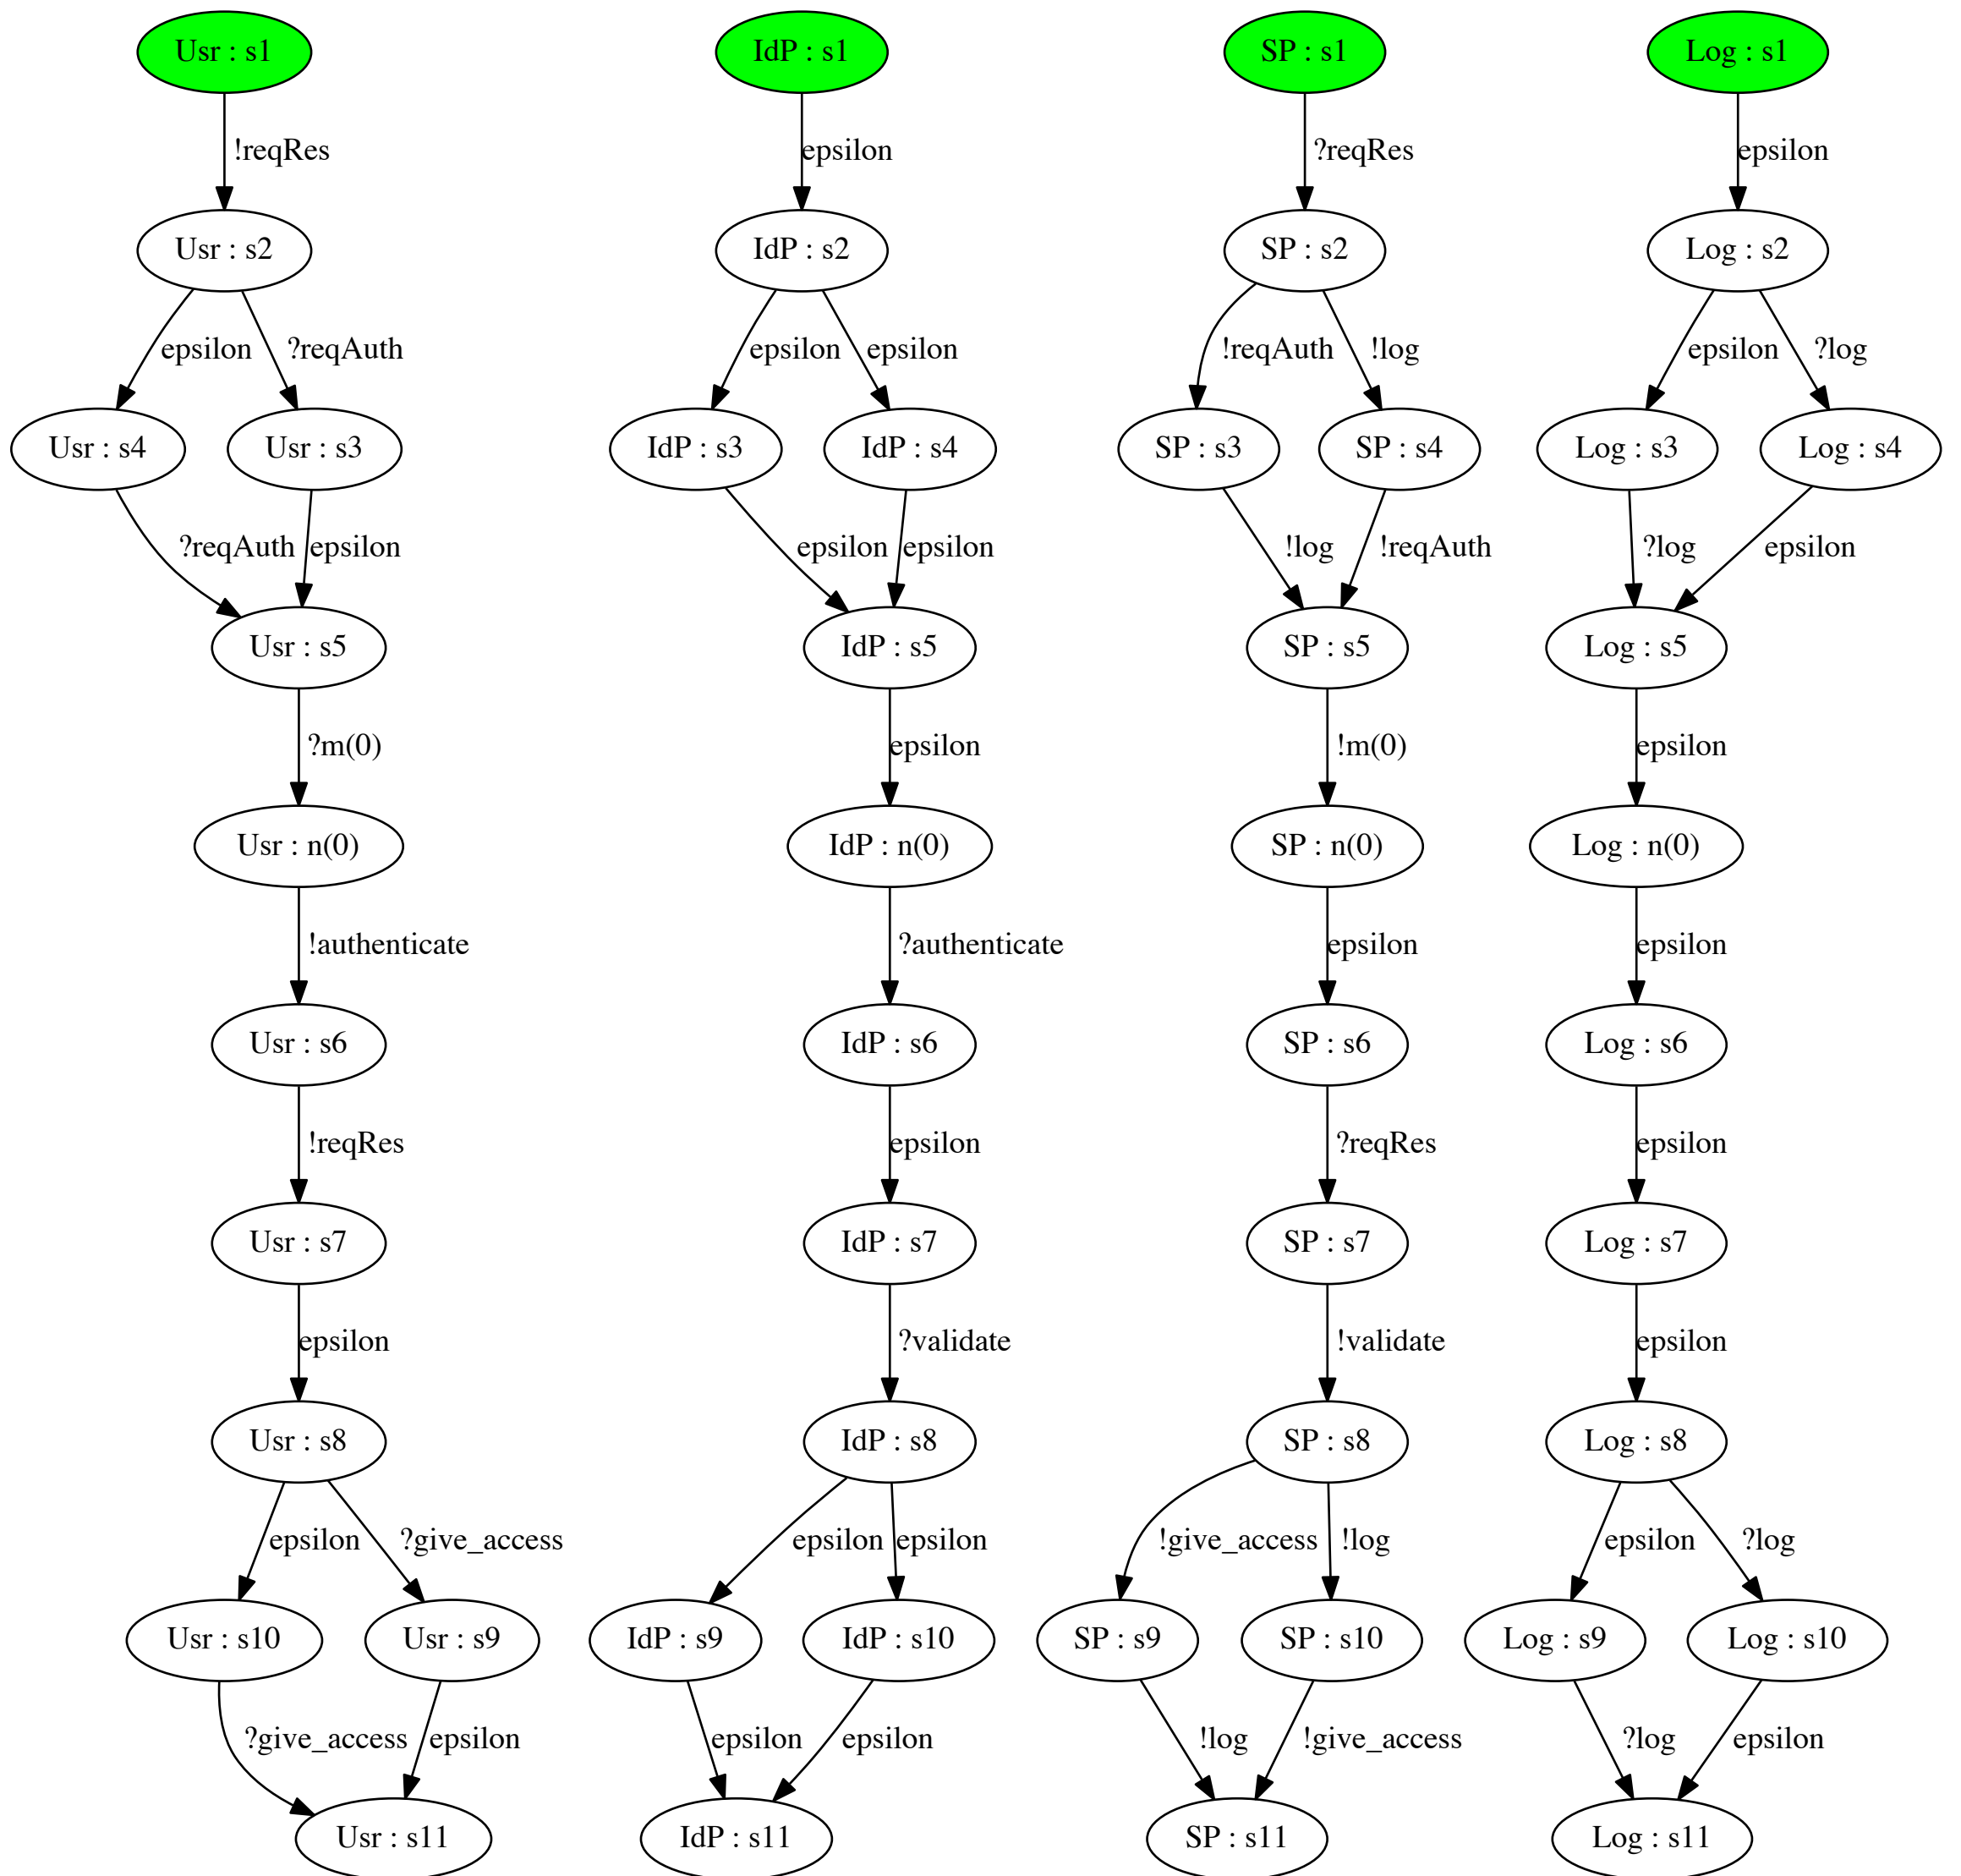 Usr : s1 IdP : s1 SP : s1 Log : s1
!reqRes epsilon ?reqRes epsilon
Usr : s2 IdP : s2 SP : s2 Log : s2
epsilon ?reqAuth epsilon epsilon !reqAuth !log epsilon ?log
Usr : s4 Usr : s3 IdP : s3 IdP : s4 SP : s3 SP : s4 Log : s3 Log : s4
?reqAuth epsilon epsilon epsilon !log !reqAuth ?log epsilon
Usr : s5 IdP : s5 SP : s5 Log : s5
?m(0) epsilon !m(0) epsilon
Usr : n(0) IdP : n(0) SP : n(0) Log : n(0)
!authenticate ?authenticate epsilon epsilon
Usr : s6 IdP : s6 SP : s6 Log : s6
!reqRes epsilon ?reqRes epsilon
Usr : s7 IdP : s7 SP : s7 Log : s7
epsilon ?validate !validate epsilon
Usr : s8 IdP : s8 SP : s8 Log : s8
epsilon ?give_access epsilon epsilon !give_access !log epsilon ?log
Usr : s10 Usr : s9 IdP : s9 IdP : s10 SP : s9 SP : s10 Log : s9 Log : s10
?give_access epsilon epsilon epsilon !log !give_access ?log epsilon
Usr : s11 IdP : s11 SP : s11 Log : s11